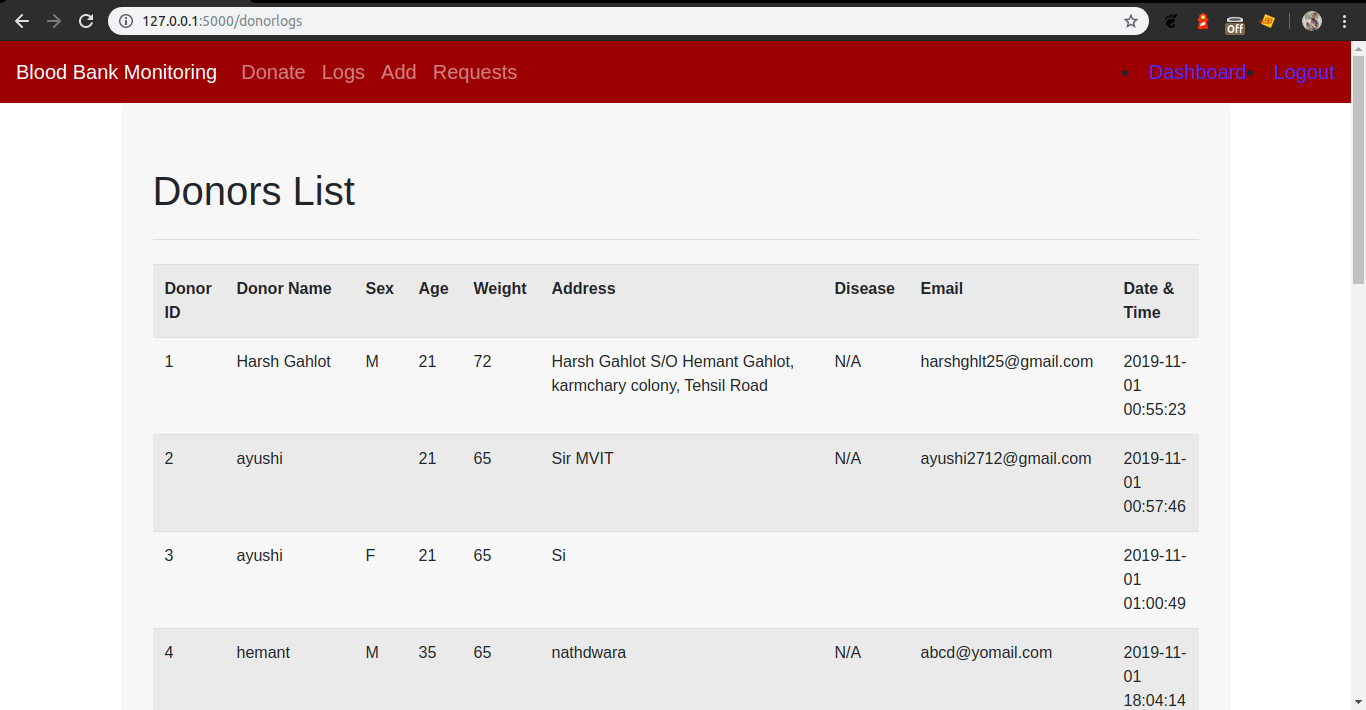 127.0.0.1:5000/donorlogs
Off
Blood Bank Monitoring Donate Logs Add Requests Dashboard Logout
Donors List
Donor Donor Name Sex Age Weight Address Disease Email Date &
ID Time
1 Harsh Gahlot M 21 72 Harsh Gahlot S/O Hemant Gahlot, N/A harshghlt25@gmail.com 2019-11-
karmchary colony, Tehsil Road 01
00:55:23
2 ayushi 21 65 Sir MVIT N/A ayushi2712@gmail.com 2019-11-
01
00:57:46
3 ayushi F 21 65 Si 2019-11-
01
01:00:49
4 hemant M 35 65 nathdwara N/A abcd@yomail.com 2019-11-
01
18:04:14